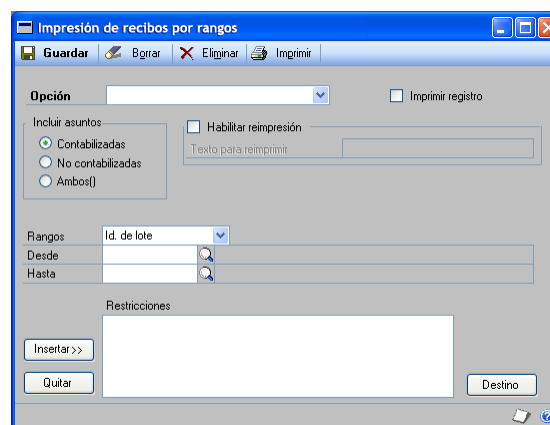 Impresión de recibos por rangos
Guardar Borrar Eliminar Imprimir
Opción Imprimir registro
Incluir asuntos
Habilitar reimpresión
Contabilizadas
Texto para reimprimir
No contabilizadas
Ambos()
Rangos Id. de lote
Desde
Hasta
Restricciones
Insertar >>
Quitar
Destino